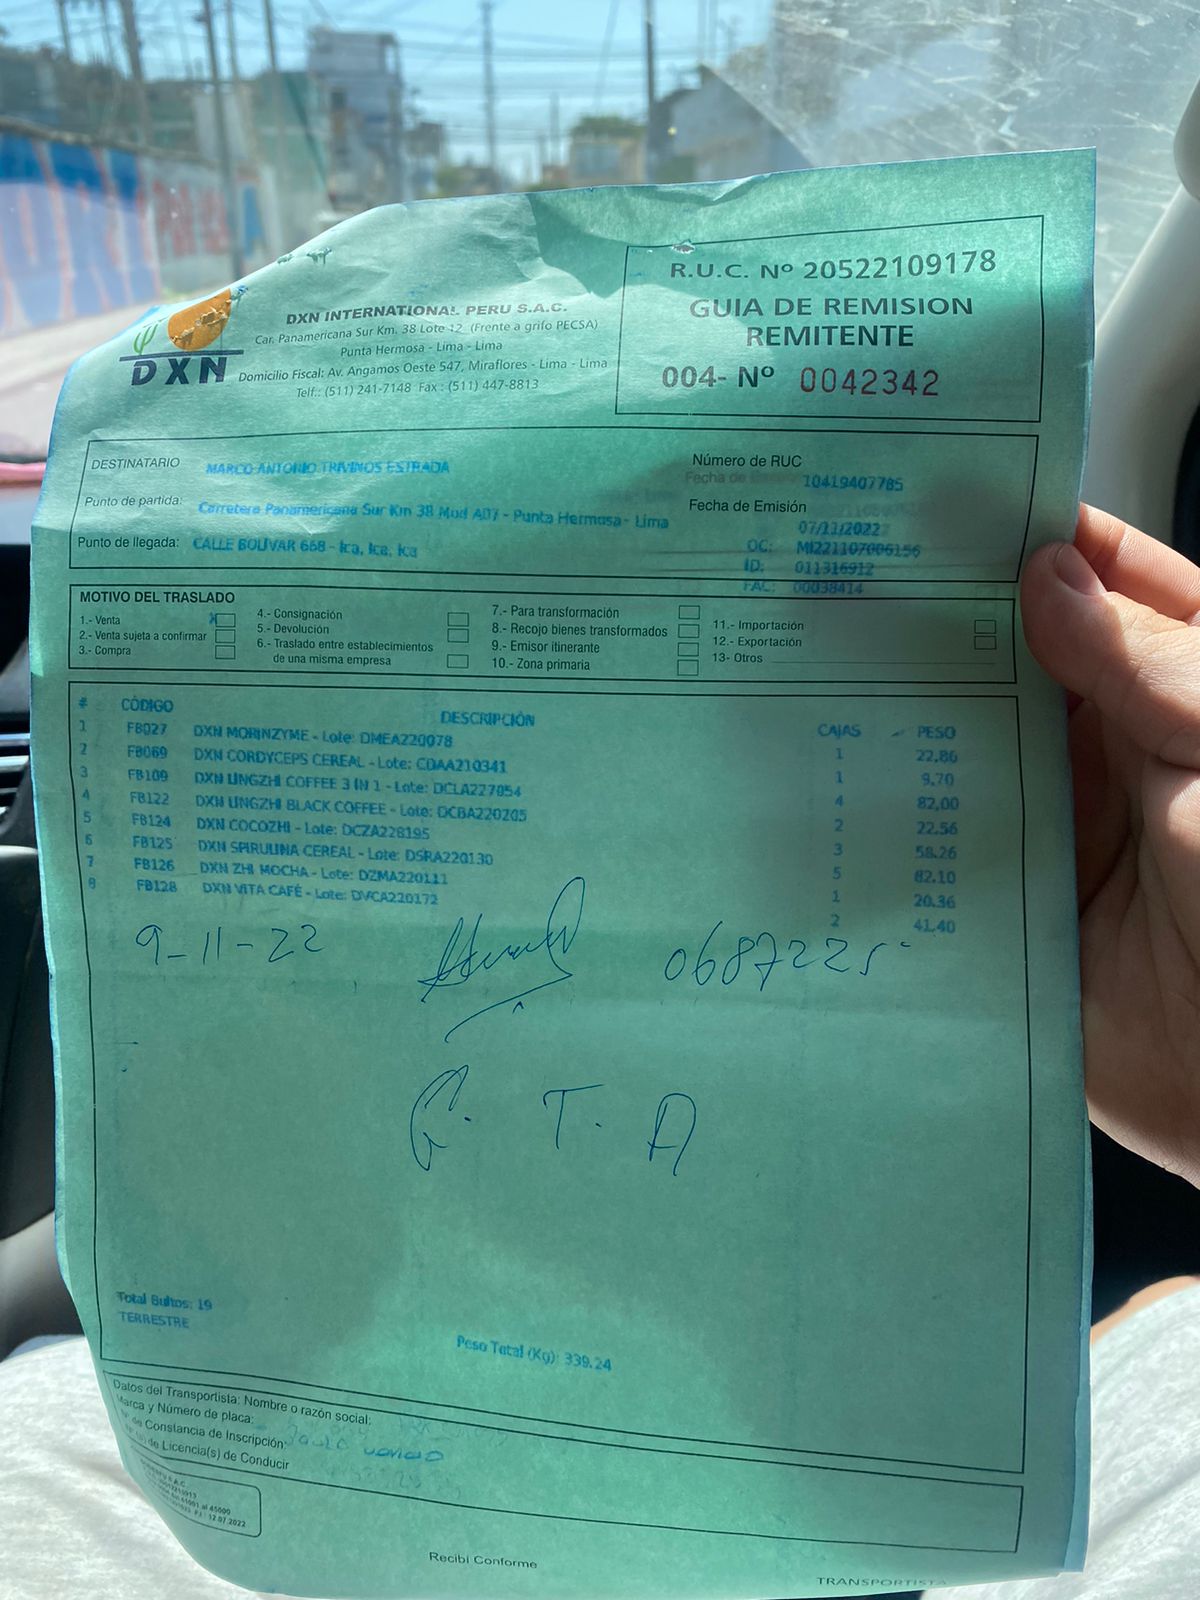 DXN
DXN INTERNATIONAL PERU S.A.C.
Car. Panamericana Sur Km. 38 Lote 12 (Frente a grifo PECSA)
Punta Hermosa - Lima - Lima
Domicilio Fiscal: Av. Angamos Oeste 547, Miraflores - Lima - Lima
Telf.: (511) 241-7148 Fax : (511) 447-8813
R.U.C. Nº 20522109178
GUIA DE REMISION
REMITENTE
004- Nº 0042342
DESTINATARIO MARCO ANTONIO TRIVINOS ESTRADA
Número de RUC
10419407785
Punto de partida: Carretera Panamericana Sur Km 38 Mod A07 - Punta Hermosa - Lima
Fecha de Emisión
07/11/2022
Punto de llegada: CALLE BOLIVAR 668 - Ica, Ica, Ica
OC: MI221107006156
ID: 011316912
FAC: 00038414
MOTIVO DEL TRASLADO
1.- Venta X
2.- Venta sujeta a confirmar
3.- Compra
4.- Consignación
5.- Devolución
6.- Traslado entre establecimientos
de una misma empresa
7.- Para transformación
8.- Recojo bienes transformados
9.- Emisor itinerante
10.- Zona primaria
11.- Importación
12.- Exportación
13- Otros
# CÓDIGO DESCRIPCIÓN CAJAS PESO
1 FB027 DXN MORINZYME - Lote: DMEA220078 1 22.86
2 FB069 DXN CORDYCEPS CEREAL - Lote: CDAA210341 1 9.70
3 FB109 DXN LINGZHI COFFEE 3 IN 1 - Lote: DCLA227054 4 82.00
4 FB122 DXN LINGZHI BLACK COFFEE - Lote: DCBA220205 2 22.56
5 FB124 DXN COCOZHI - Lote: DCZA228195 3 58.26
6 FB125 DXN SPIRULINA CEREAL - Lote: DSRA220130 5 82.10
7 FB126 DXN ZHI MOCHA - Lote: DZMA220111 1 20.36
8 FB128 DXN VITA CAFÉ - Lote: DVCA220172 2 41.40
9-11-22 06872225
T. A
Total Bultos: 19
TERRESTRE
Peso Total (Kg): 339.24
Datos del Transportista: Nombre o razón social:
Marca y Número de placa:
Nº de Constancia de Inscripción:
Nº(s) de Licencia(s) de Conducir
al 45000
12.07.2022
Recibí Conforme
TRANSPORTISTA